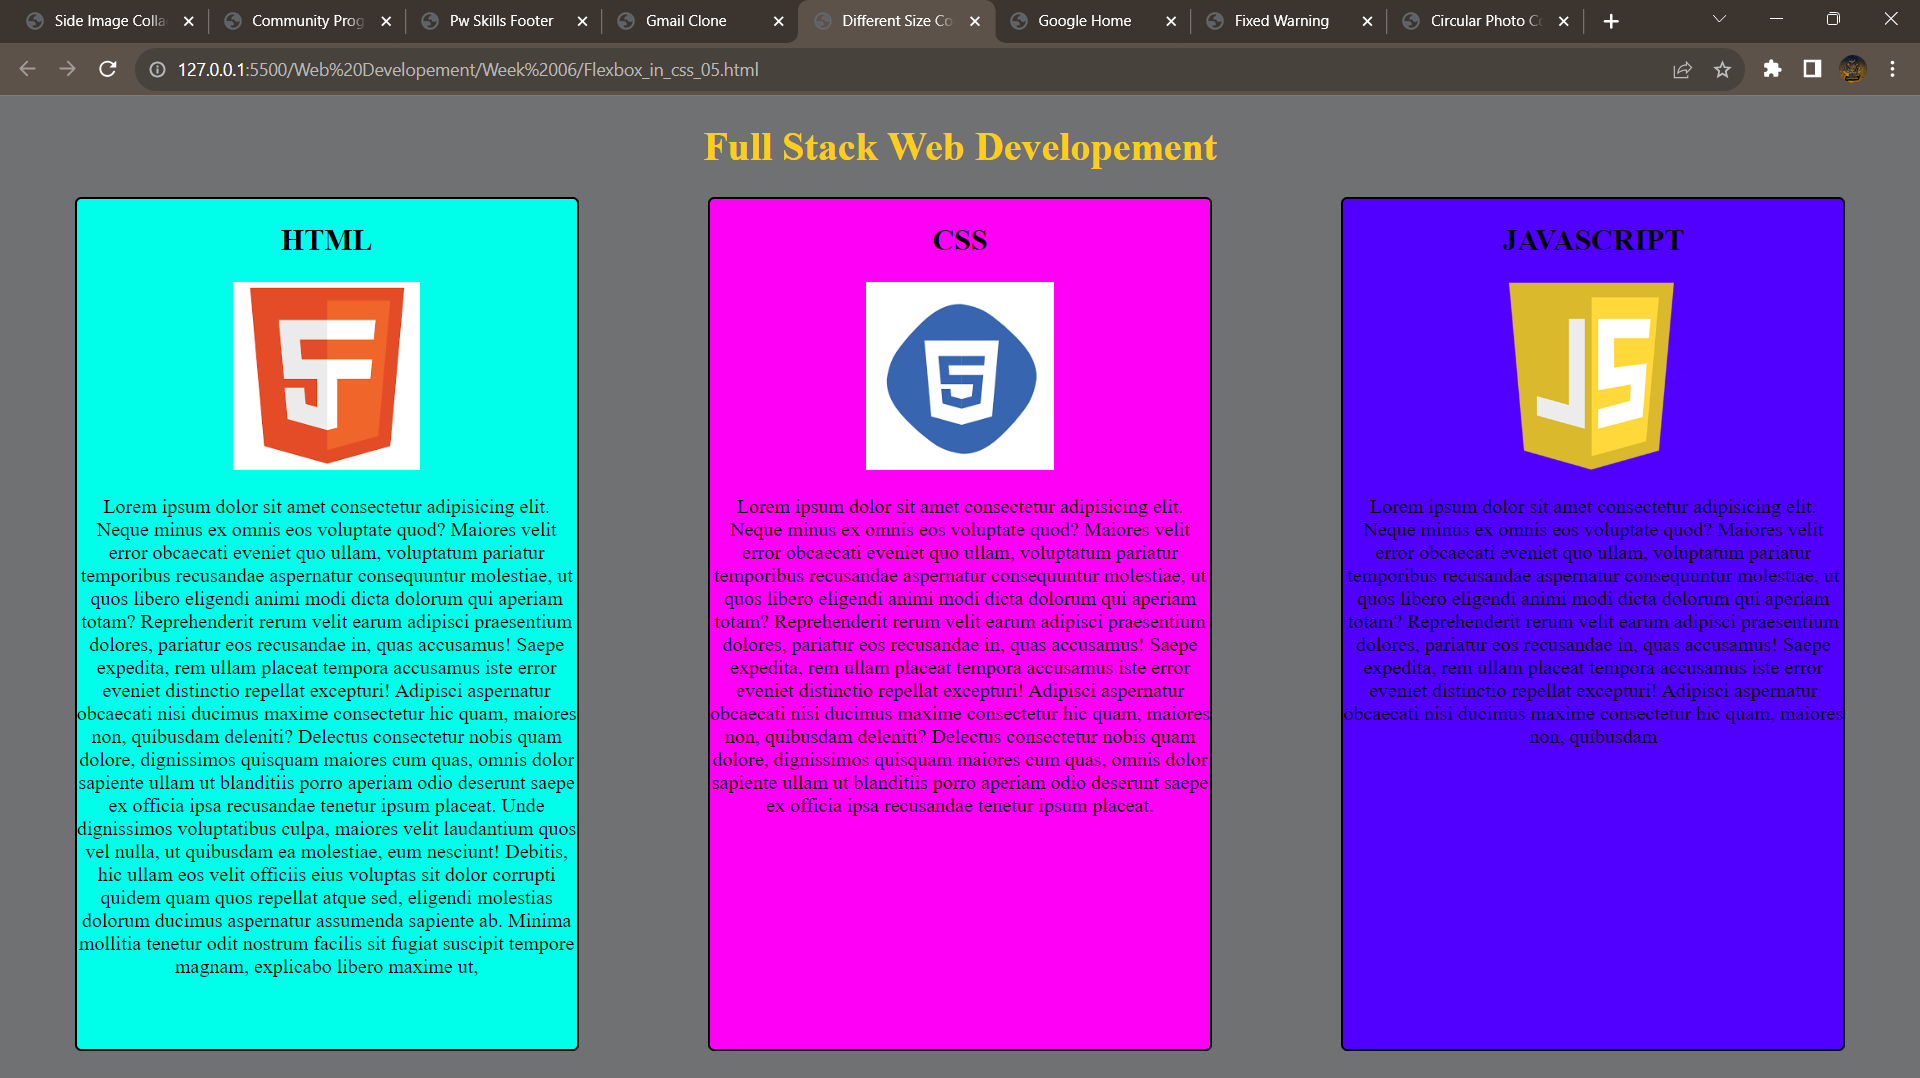 Side Image Colla
Community Prog
Pw Skills Footer
Gmail Clone
Different Size Co
Google Home
Fixed Warning
Circular Photo Co
127.0.0.1:5500/Web%20Developement/Week%2006/Flexbox_in_css_05.html
Full Stack Web Developement
HTML
5
Lorem ipsum dolor sit amet consectetur adipisicing elit.
Neque minus ex omnis eos voluptate quod? Maiores velit
error obcaecati eveniet quo ullam, voluptatum pariatur
temporibus recusandae aspernatur consequuntur molestiae, ut
quos libero eligendi animi modi dicta dolorum qui aperiam
totam? Reprehenderit rerum velit earum adipisci praesentium
dolores, pariatur eos recusandae in, quas accusamus! Saepe
expedita, rem ullam placeat tempora accusamus iste error
eveniet distinctio repellat excepturi! Adipisci aspernatur
obcaecati nisi ducimus maxime consectetur hic quam, maiores
non, quibusdam deleniti? Delectus consectetur nobis quam
dolore, dignissimos quisquam maiores cum quas, omnis dolor
sapiente ullam ut blanditiis porro aperiam odio deserunt saepe
ex officia ipsa recusandae tenetur ipsum placeat. Unde
dignissimos voluptatibus culpa, maiores velit laudantium quos
vel nulla, ut quibusdam ea molestiae, eum nesciunt! Debitis,
hic ullam eos velit officiis eius voluptas sit dolor corrupti
quidem quam quos repellat atque sed, eligendi molestias
dolorum ducimus aspernatur assumenda sapiente ab. Minima
mollitia tenetur odit nostrum facilis sit fugiat suscipit tempore
magnam, explicabo libero maxime ut,
CSS
5
Lorem ipsum dolor sit amet consectetur adipisicing elit.
Neque minus ex omnis eos voluptate quod? Maiores velit
error obcaecati eveniet quo ullam, voluptatum pariatur
temporibus recusandae aspernatur consequuntur molestiae, ut
quos libero eligendi animi modi dicta dolorum qui aperiam
totam? Reprehenderit rerum velit earum adipisci praesentium
dolores, pariatur eos recusandae in, quas accusamus! Saepe
expedita, rem ullam placeat tempora accusamus iste error
eveniet distinctio repellat excepturi! Adipisci aspernatur
obcaecati nisi ducimus maxime consectetur hic quam, maiores
non, quibusdam deleniti? Delectus consectetur nobis quam
dolore, dignissimos quisquam maiores cum quas, omnis dolor
sapiente ullam ut blanditiis porro aperiam odio deserunt saepe
ex officia ipsa recusandae tenetur ipsum placeat.
JAVASCRIPT
JS
Lorem ipsum dolor sit amet consectetur adipisicing elit.
Neque minus ex omnis eos voluptate quod? Maiores velit
error obcaecati eveniet quo ullam, voluptatum pariatur
temporibus recusandae aspernatur consequuntur molestiae, ut
quos libero eligendi animi modi dicta dolorum qui aperiam
totam? Reprehenderit rerum velit earum adipisci praesentium
dolores, pariatur eos recusandae in, quas accusamus! Saepe
expedita, rem ullam placeat tempora accusamus iste error
eveniet distinctio repellat excepturi! Adipisci aspernatur
obcaecati nisi ducimus maxime consectetur hic quam, maiores
non, quibusdam